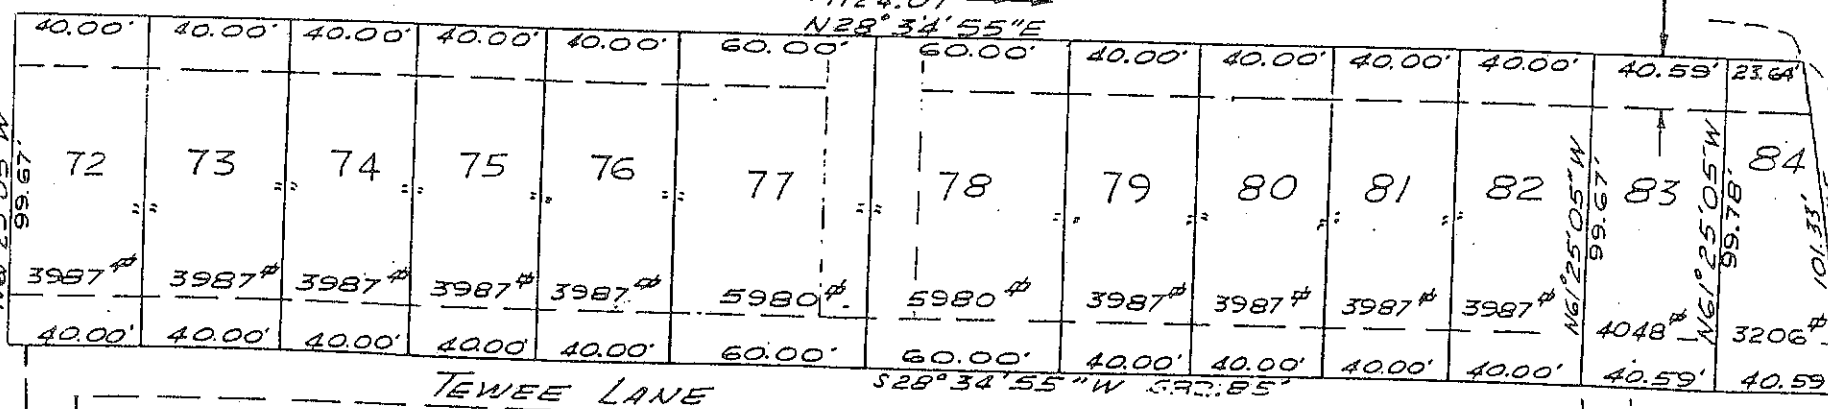 N28°34'55"E
40.00' 40.00' 40.00' 40.00' 40.00' 60.00' 60.00' 40.00' 40.00' 40.00' 40.00' 40.59' 23.64'
72 73 74 75 76 77 78 79 80 81 82 83 84
99.67'
N61°25'05"W
99.67'
N61°25'05"W
99.78'
101.33'
3987 3987 3987 3987 3987 5980 5980 3987 3987 3987 3987 4048 3206
40.00' 40.00' 40.00' 40.00' 40.00' 60.00' 60.00' 40.00' 40.00' 40.00' 40.00' 40.59' 40.59
TEWEE LANE
S28°34'55"W